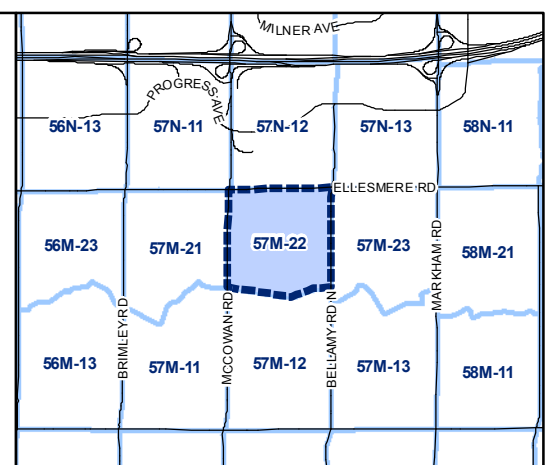 MILNER AVE
PROGRESS AVE
56N-13
57N-11
57N-12
57N-13
58N-11
ELLESMERE RD
56M-23
57M-21
57M-22
57M-23
58M-21
BRIMLEY RD
MCCOWAN RD
BELLAMY RD N
MARKHAM RD
56M-13
57M-11
57M-12
57M-13
58M-11